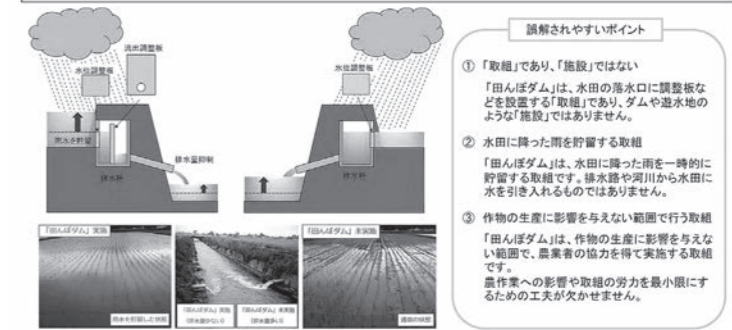 流出調整板
水位調整板
水位調整板
雨水を貯留
排水量抑制
排水桝
排水桝
「田んぼダム」実施
「田んぼダム」実施
(排水量少ない)
「田んぼダム」未実施
(排水量多い)
「田んぼダム」未実施
雨水を貯留した状態
通常の状態
誤解されやすいポイント
① 「取組」であり、「施設」ではない
「田んぼダム」は、水田の落水口に調整板な
どを設置する「取組」であり、ダムや遊水地の
ような「施設」ではありません。
② 水田に降った雨を貯留する取組
「田んぼダム」は、水田に降った雨を一時的に
貯留する取組です。排水路や河川から水田に
水を引き入れるものではありません。
③ 作物の生産に影響を与えない範囲で行う取組
「田んぼダム」は、作物の生産に影響を与えな
い範囲で、農業者の協力を得て実施する取組
です。
農作業への影響や取組の労力を最小限にす
るための工夫が欠かせません。